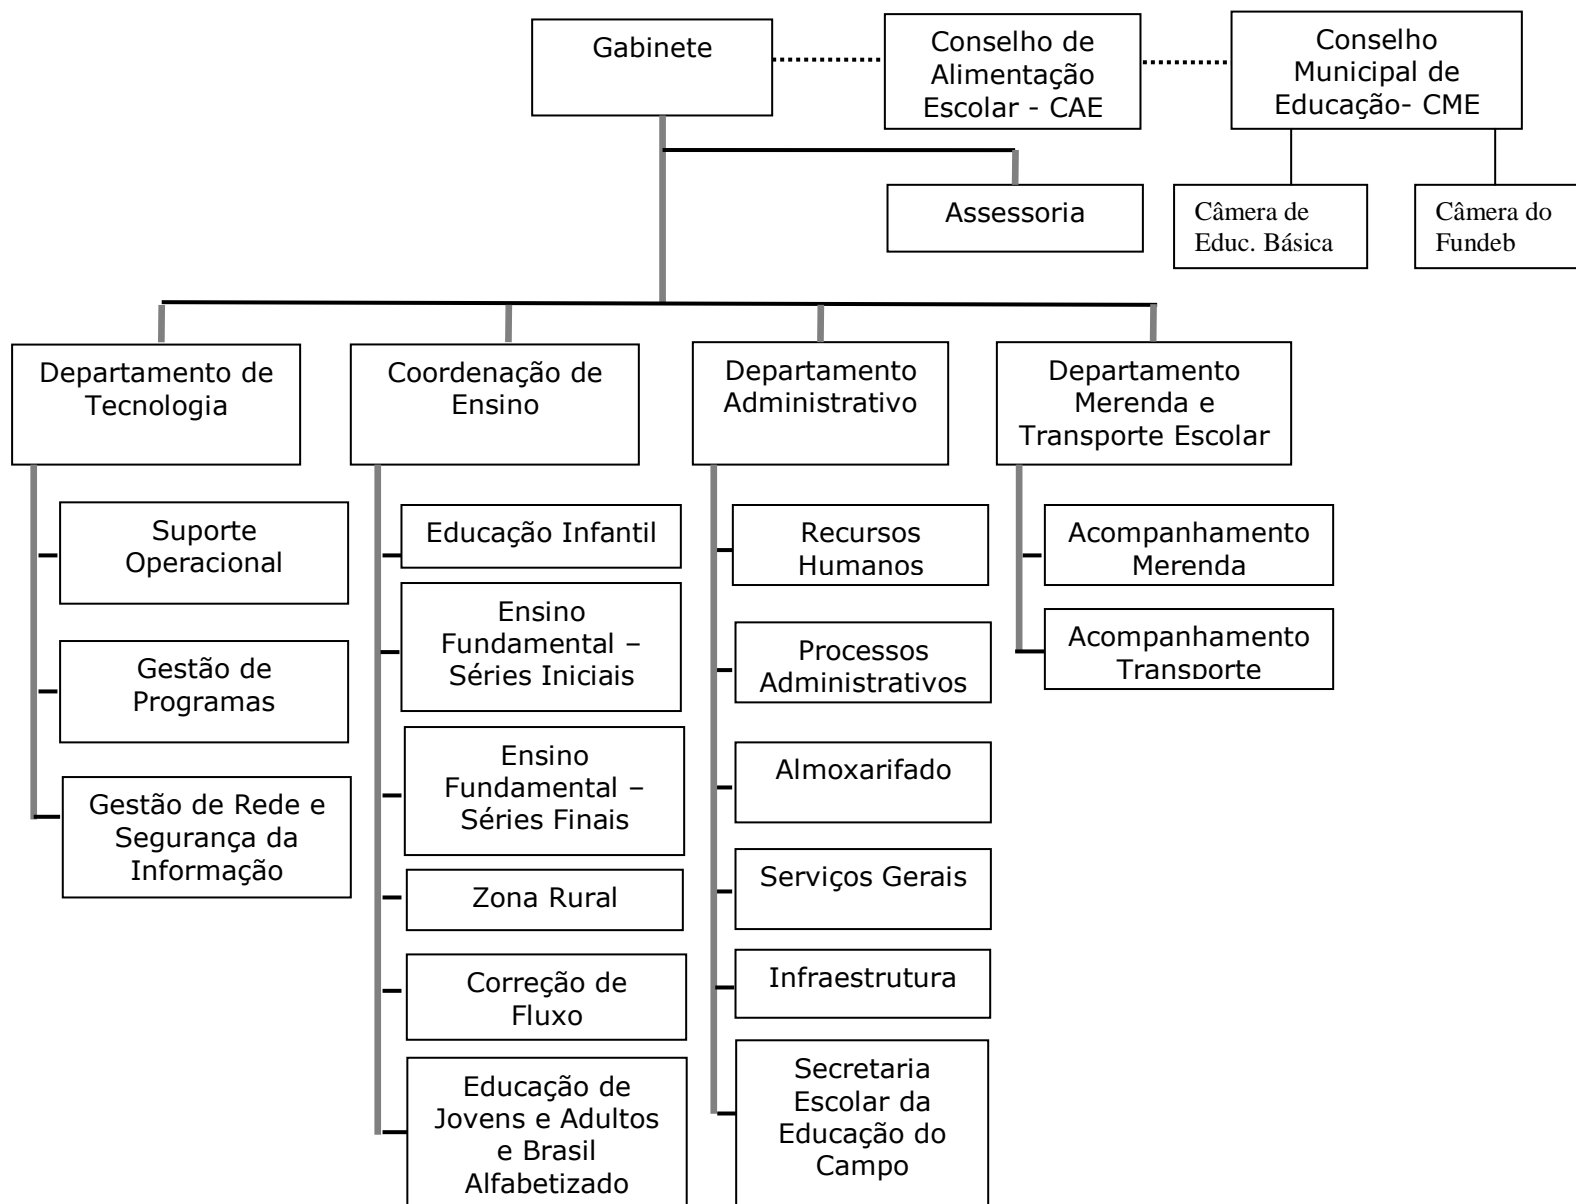 Gabinete
Conselho de
Alimentação
Escolar - CAE
Conselho
Municipal de
Educação- CME
Assessoria
Câmera de
Educ. Básica
Câmera do
Fundeb
Departamento de
Tecnologia
Coordenação de
Ensino
Departamento
Administrativo
Departamento
Merenda e
Transporte Escolar
Suporte
Operacional
Gestão de
Programas
Gestão de Rede e
Segurança da
Informação
Educação Infantil
Ensino
Fundamental –
Séries Iniciais
Ensino
Fundamental –
Séries Finais
Zona Rural
Correção de
Fluxo
Educação de
Jovens e Adultos
e Brasil
Alfabetizado
Recursos
Humanos
Processos
Administrativos
Almoxarifado
Serviços Gerais
Infraestrutura
Secretaria
Escolar da
Educação do
Campo
Acompanhamento
Merenda
Acompanhamento
Transporte